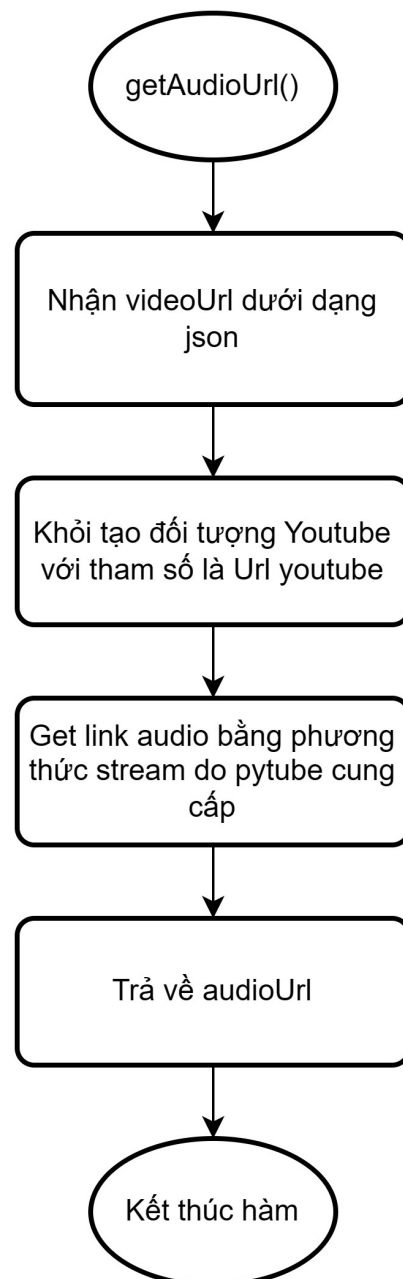 getAudioUrl()
Nhận videoUrl dưới dạng
json
Khỏi tạo đối tượng Youtube
với tham số là Url youtube
Get link audio bằng phương
thức stream do pytube cung
cấp
Trả về audioUrl
Kết thúc hàm